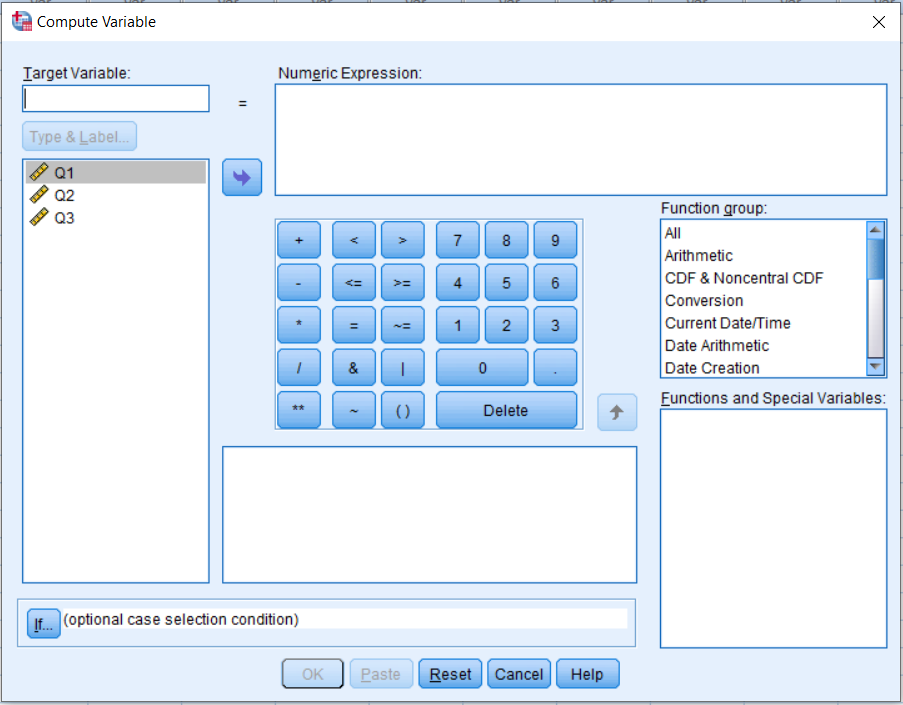 Compute Variable
Target Variable:
Numeric Expression:
=
Type & Label...
Q1
Q2
Q3
Function group:
All
Arithmetic
CDF & Noncentral CDF
Conversion
Current Date/Time
Date Arithmetic
Date Creation
+ < > 7 8 9
- <= >= 4 5 6
* = ~= 1 2 3
/ & | 0 .
** ~ ( ) Delete
Functions and Special Variables:
If... (optional case selection condition)
OK Paste Reset Cancel Help